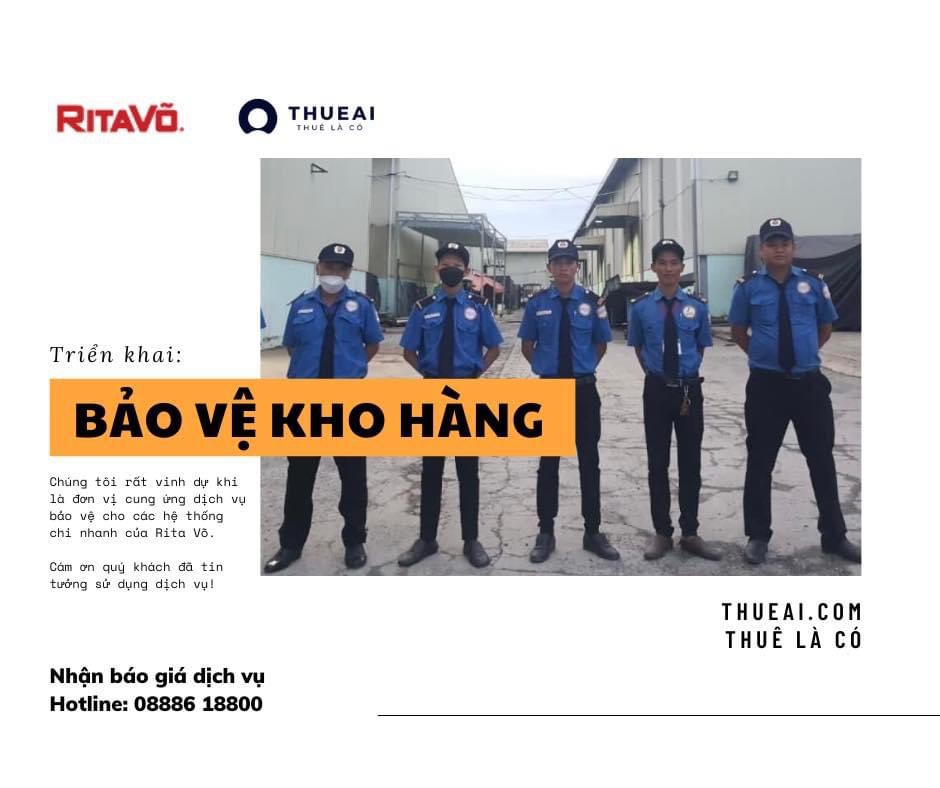 RITAVÕ.
THUEAI
THUÊ LÀ CÓ
Triển khai:
BẢO VỆ KHO HÀNG
Chúng tôi rất vinh dự khi
là đơn vị cung ứng dịch vụ
bảo vệ cho các hệ thống
chi nhanh của Rita Võ.
Cám ơn quý khách đã tin
tưởng sử dụng dịch vụ!
THUEAI.COM
THUÊ LÀ CÓ
Nhận báo giá dịch vụ
Hotline: 08886 18800